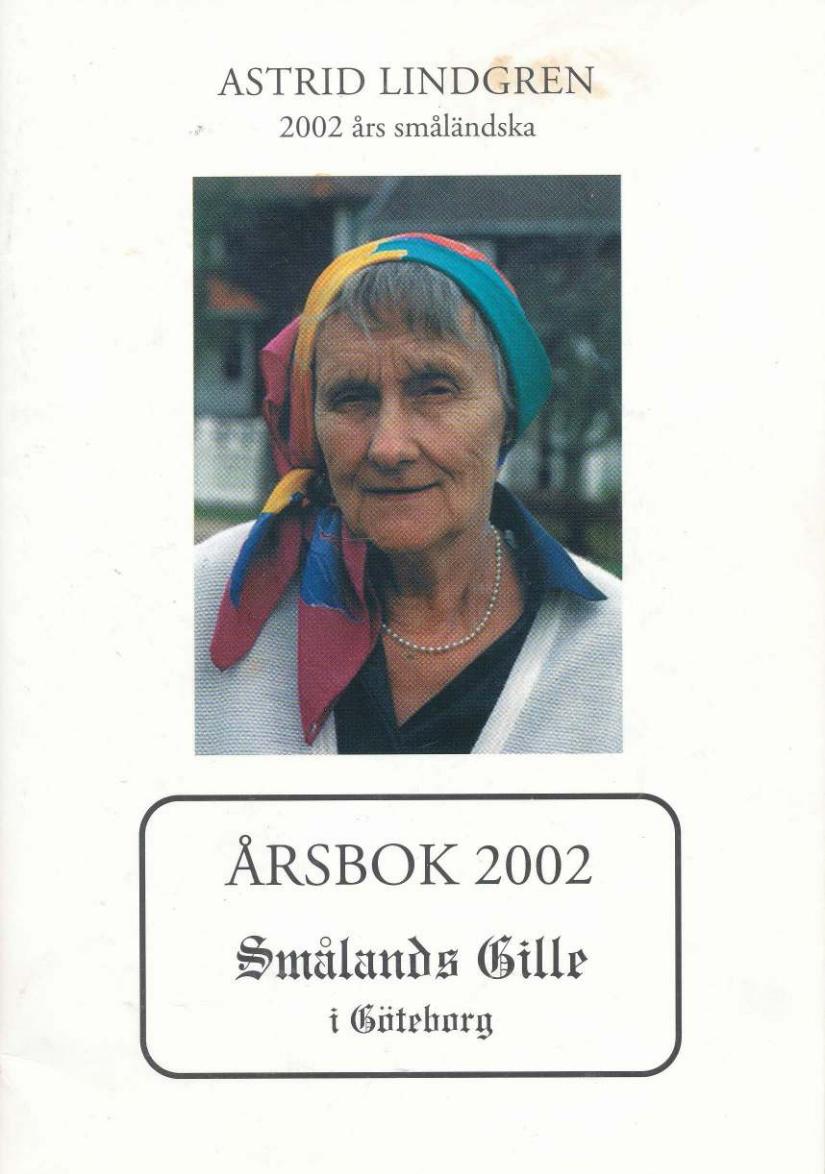 ASTRID LINDGREN
2002 års småländska
ÅRSBOK 2002
Smålands Gille
i Göteborg